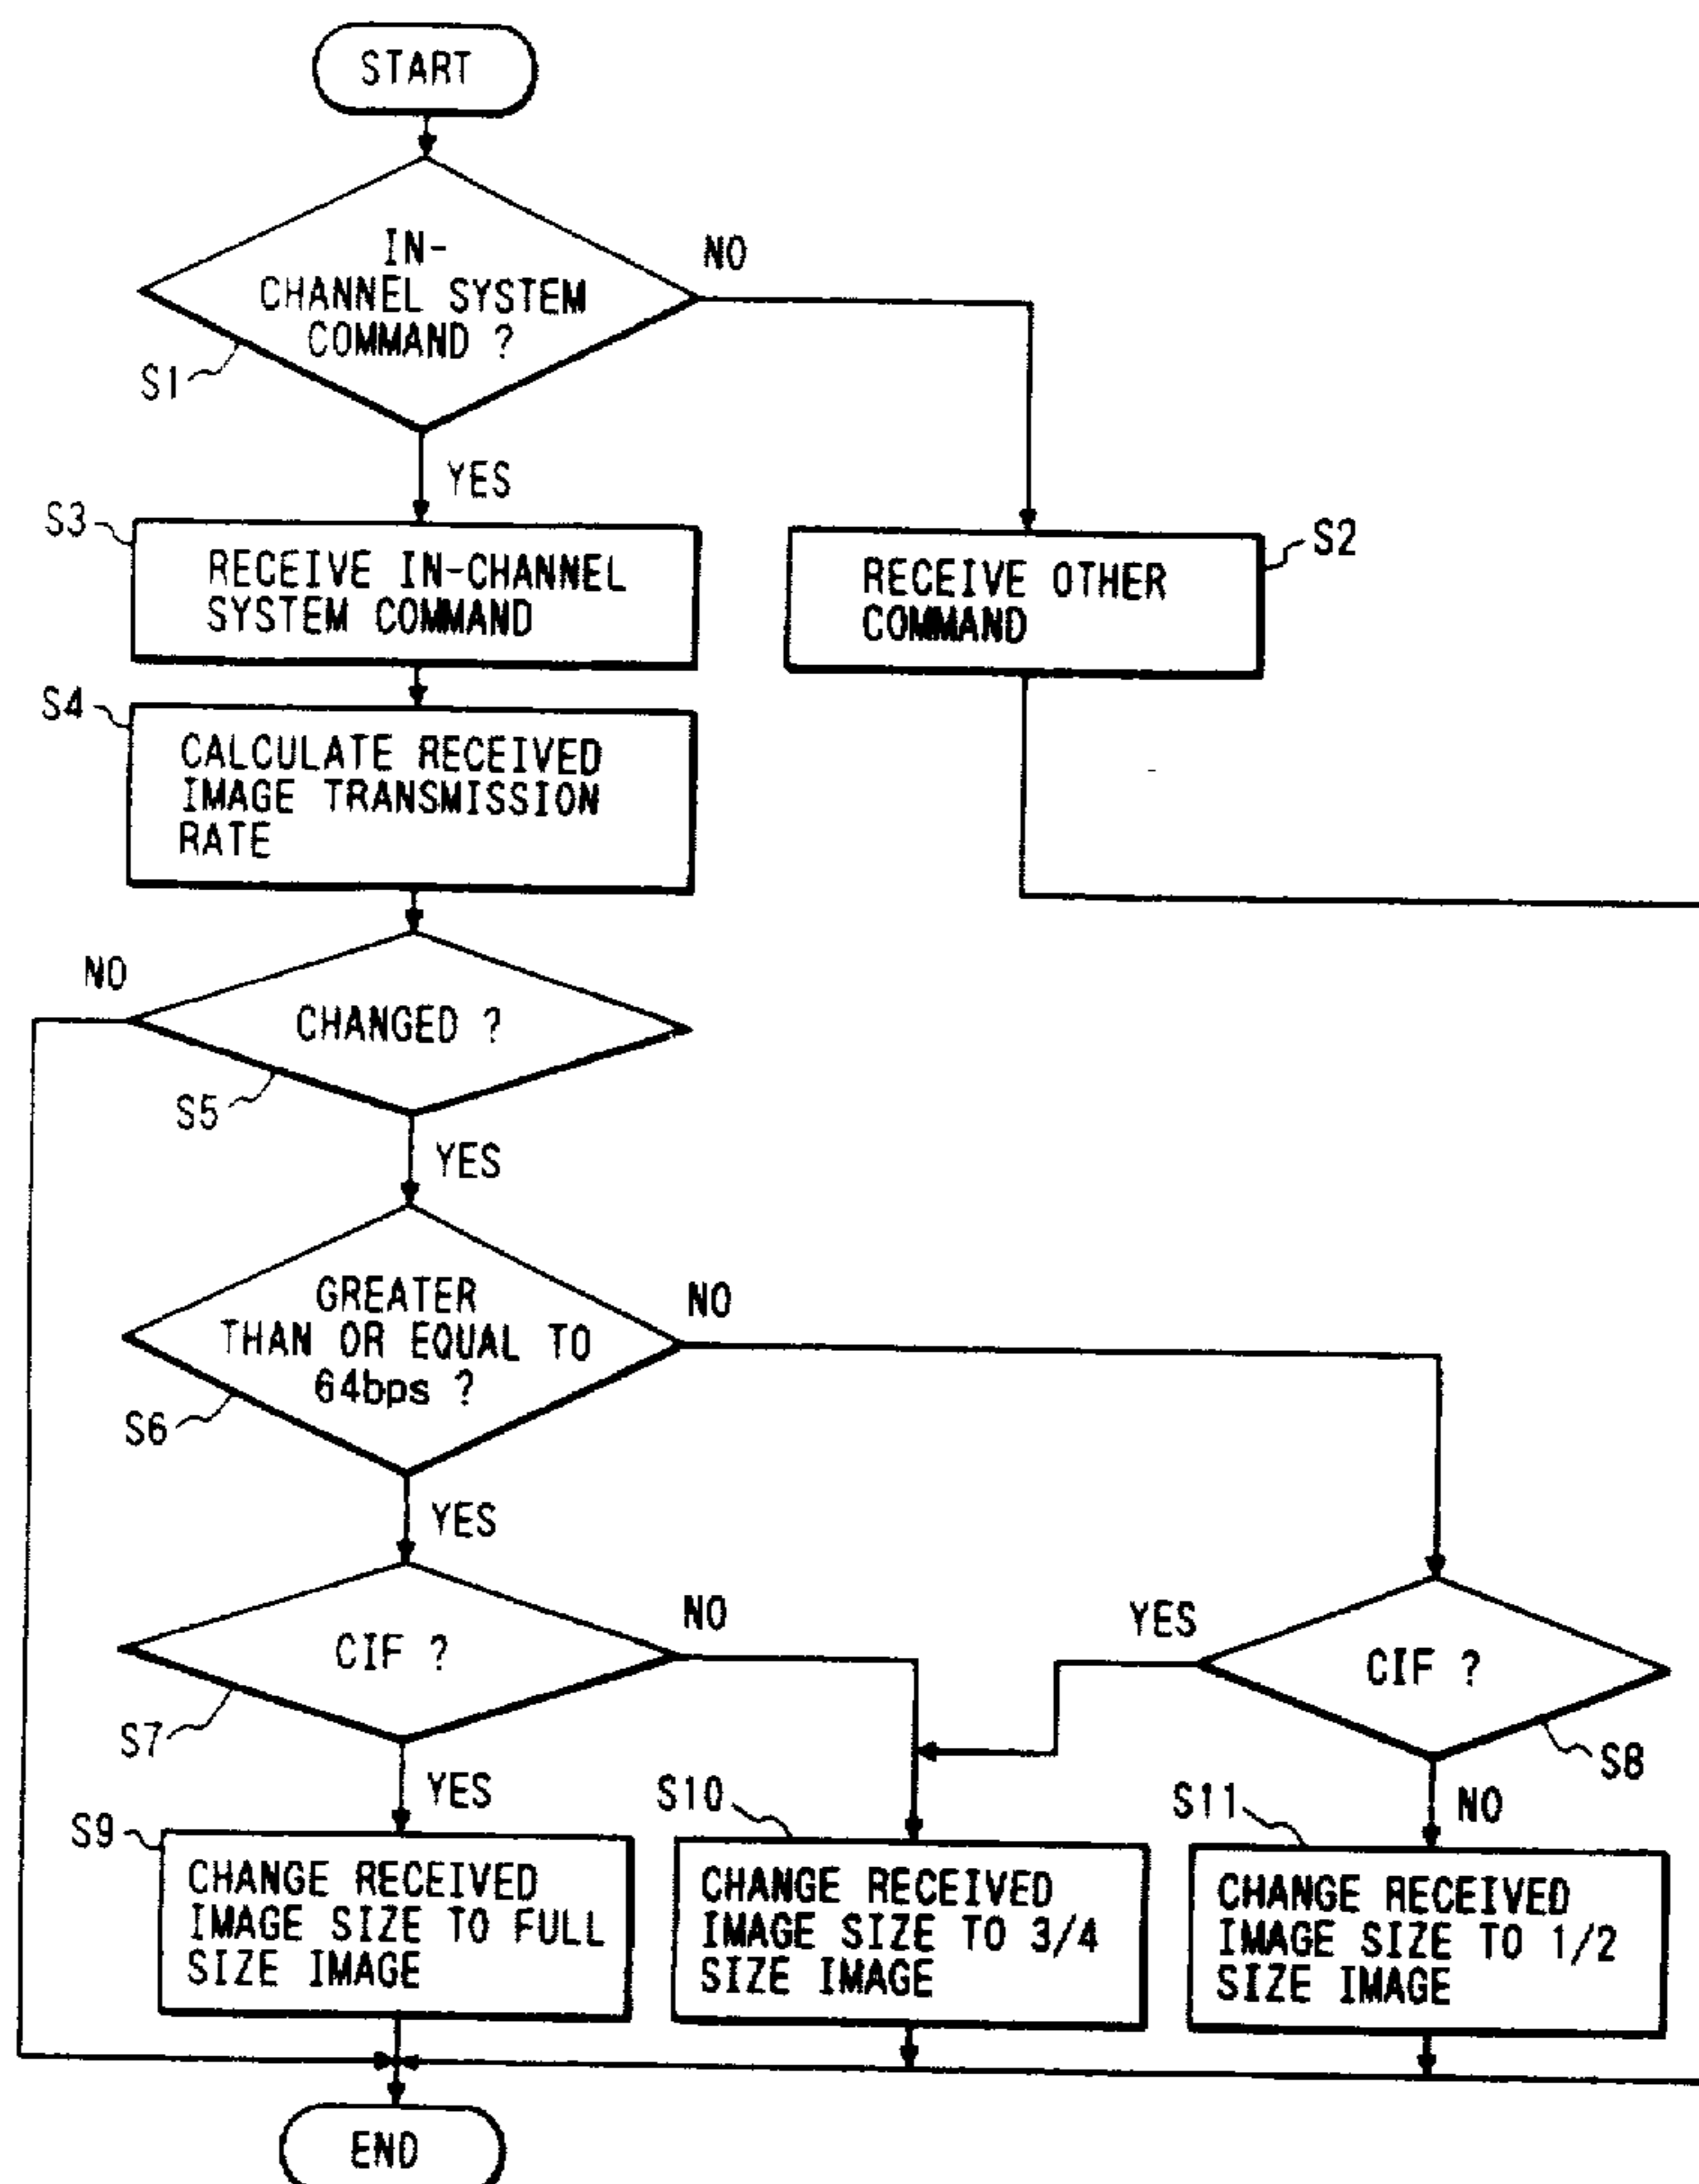 START
IN-
CHANNEL SYSTEM
COMMAND ?
NO
S1
YES
S3
RECEIVE IN-CHANNEL
SYSTEM COMMAND
S2
RECEIVE OTHER
COMMAND
S4
CALCULATE RECEIVED
IMAGE TRANSMISSION
RATE
NO
CHANGED ?
S5
YES
GREATER
THAN OR EQUAL TO
64bps ?
NO
S6
YES
CIF ?
NO
S7
YES
YES
CIF ?
S8
NO
S9
CHANGE RECEIVED
IMAGE SIZE TO FULL
SIZE IMAGE
S10
CHANGE RECEIVED
IMAGE SIZE TO 3/4
SIZE IMAGE
S11
CHANGE RECEIVED
IMAGE SIZE TO 1/2
SIZE IMAGE
END